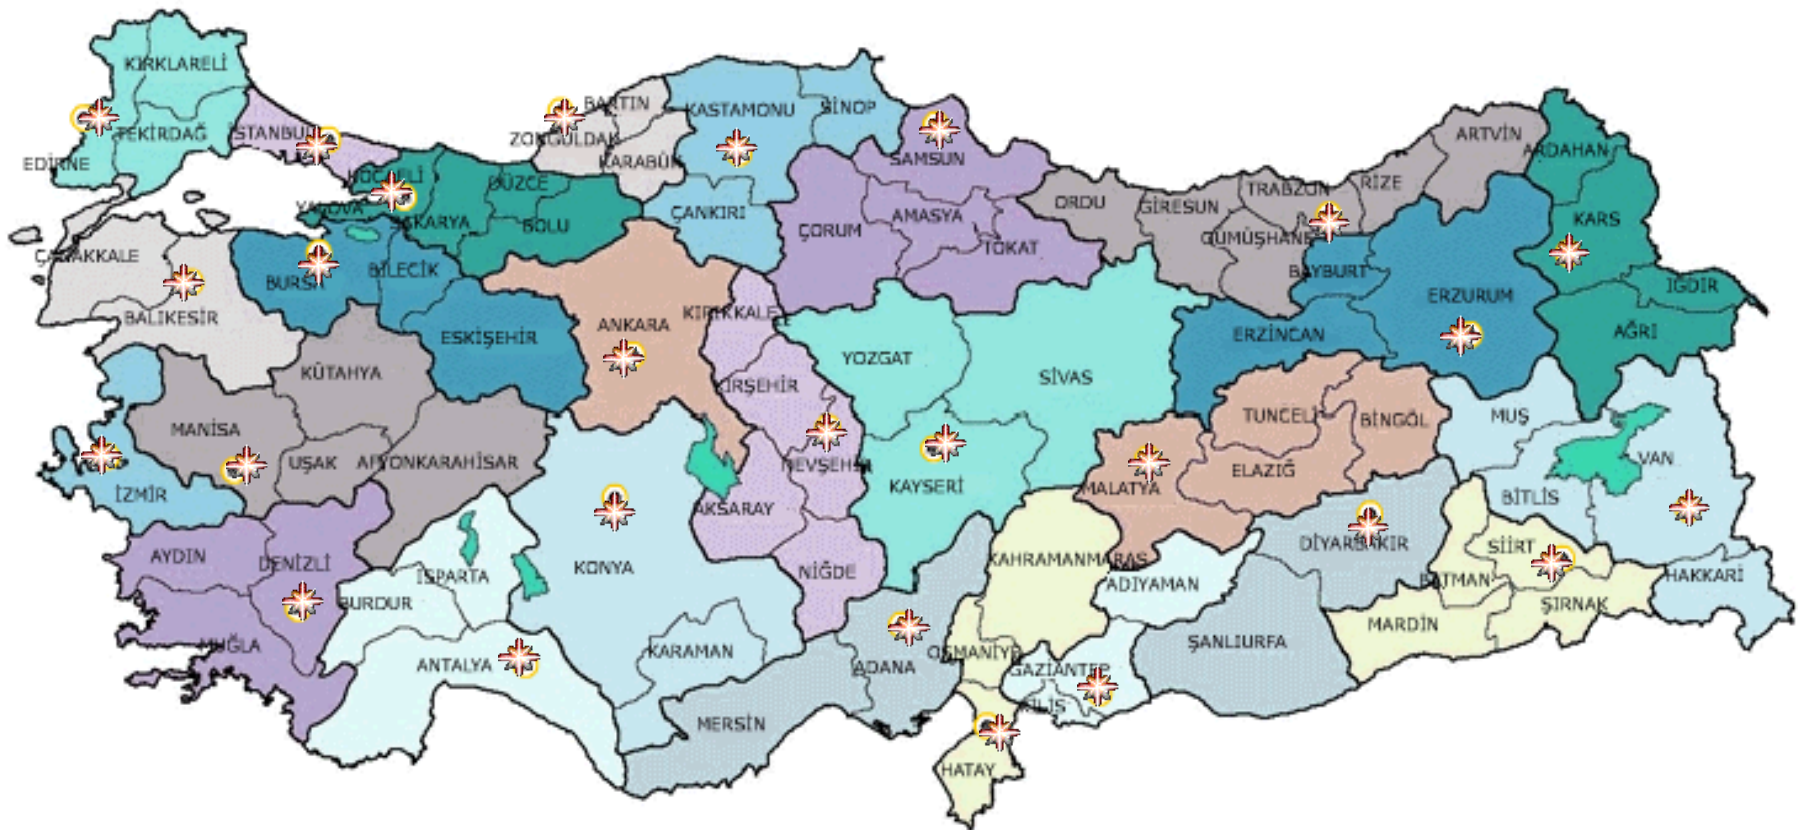 KIRKLARELİ
BARTIN
KASTAMONU
SİNOP
TEKİRDAĞ
İSTANBUL
ZONGULDAK
ARTVİN
EDİRNE
KARABÜK
SAMSUN
ARDAHAN
KOCAELİ
DÜZCE
TRABZON
RİZE
YALOVA
SAKARYA
BOLU
ÇANKIRI
ÇORUM
AMASYA
ORDU
GİRESUN
KARS
TOKAT
GÜMÜŞHANE
ÇANAKKALE
BURSA
BİLECİK
BAYBURT
IĞDIR
ERZURUM
BALIKESİR
ESKİŞEHİR
ANKARA
KIRIKKALE
ERZİNCAN
AĞRI
KÜTAHYA
KIRŞEHİR
YOZGAT
SİVAS
TUNCELİ
BİNGÖL
MUŞ
MANİSA
UŞAK
AFYONKARAHİSAR
NEVŞEHİR
ELAZIĞ
VAN
İZMİR
AKSARAY
KAYSERİ
MALATYA
BİTLİS
AYDIN
DENİZLİ
ISPARTA
KONYA
NİĞDE
KAHRAMANMARAŞ
DİYARBAKIR
SİİRT
HAKKARİ
BURDUR
ADIYAMAN
BATMAN
ŞIRNAK
MUĞLA
ANTALYA
KARAMAN
ADANA
OSMANİYE
GAZİANTEP
ŞANLIURFA
MARDİN
MERSİN
KİLİS
HATAY